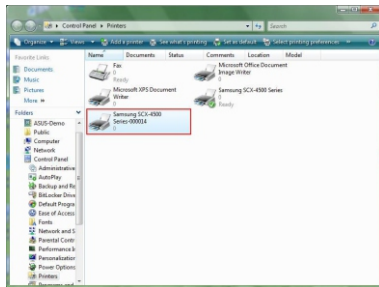 Control Panel ▸ Printers
Search
Organize Views Add a printer See what's printing Set as default Select printing preferences
Favorite Links
Documents
Music
Pictures
More »
Folders
ASUS-Demo
Public
Computer
Network
Control Panel
Administrative
AutoPlay
Backup and Re
BitLocker Drive
Default Progra
Ease of Access
Fonts
Network and S
Parental Contr
Performance I
Personalization
Power Options
Printers
Programs and
Name Documents Status Comments Location Model
Fax
0
Ready
Microsoft Office Document
Image Writer
0
Microsoft XPS Document
Writer
0
Samsung SCX-4500 Series
0
Ready
Samsung SCX-4500
Series-000014
0